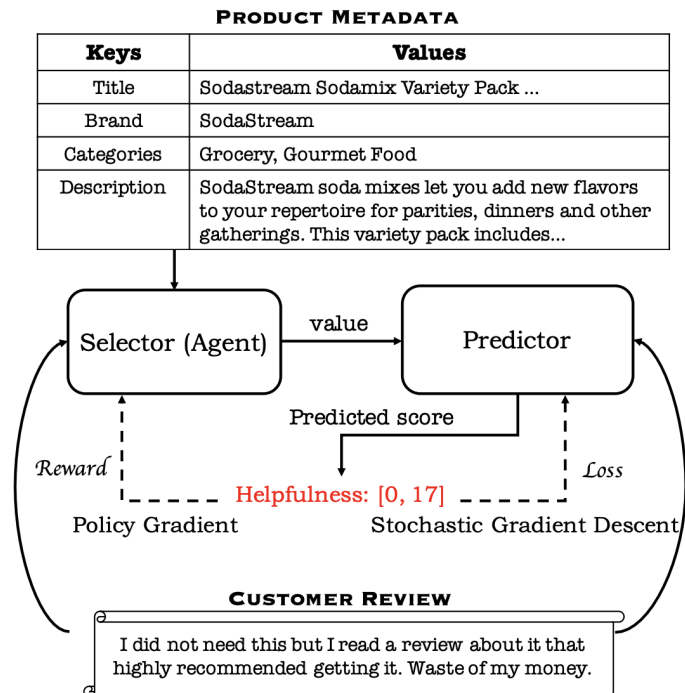 PRODUCT METADATA
Keys Values
Title Sodastream Sodamix Variety Pack ...
Brand SodaStream
Categories Grocery, Gourmet Food
Description SodaStream soda mixes let you add new flavors
to your repertoire for parities, dinners and other
gatherings. This variety pack includes...
Selector (Agent)
value
Predictor
Predicted score
Reward
Loss
Helpfulness: [0, 17]
Policy Gradient
Stochastic Gradient Descent
CUSTOMER REVIEW
I did not need this but I read a review about it that
highly recommended getting it. Waste of my money.